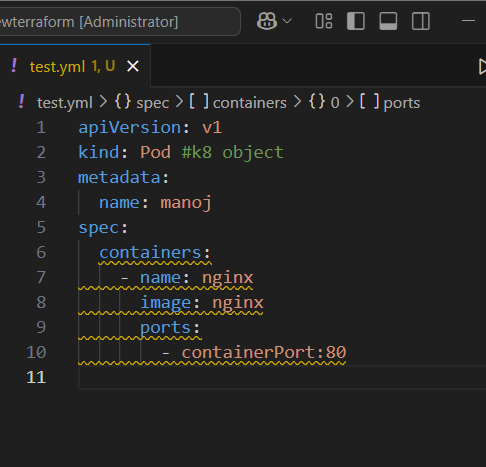 ewterraform [Administrator]
! test.yml 1, U
! test.yml > {} spec > [ ] containers > {} 0 > [ ] ports
1 apiVersion: v1
2 kind: Pod #k8 object
3 metadata:
4   name: manoj
5 spec:
6   containers:
7     - name: nginx
8       image: nginx
9       ports:
10         - containerPort:80
11